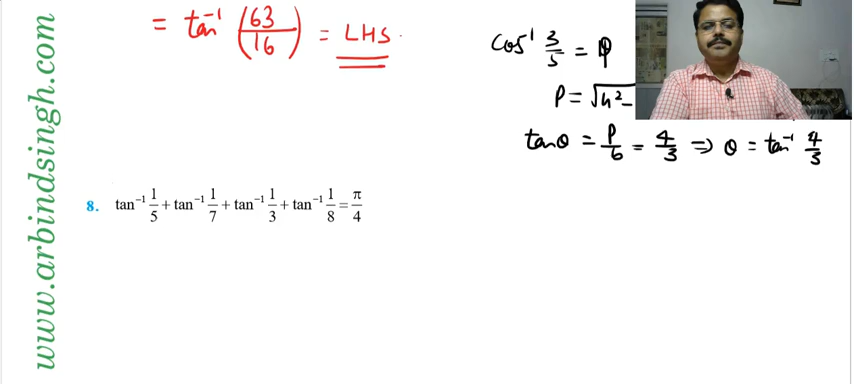 www.arbindsingh.com
= tan⁻¹ (63/16) = LHS.
cos⁻¹ 3/5 = φ
P = √h² –
tanθ = P/b = 4/3 ⇒ θ = tan⁻¹ 4/3
8. tan⁻¹ 1/5 + tan⁻¹ 1/7 + tan⁻¹ 1/3 + tan⁻¹ 1/8 = π/4